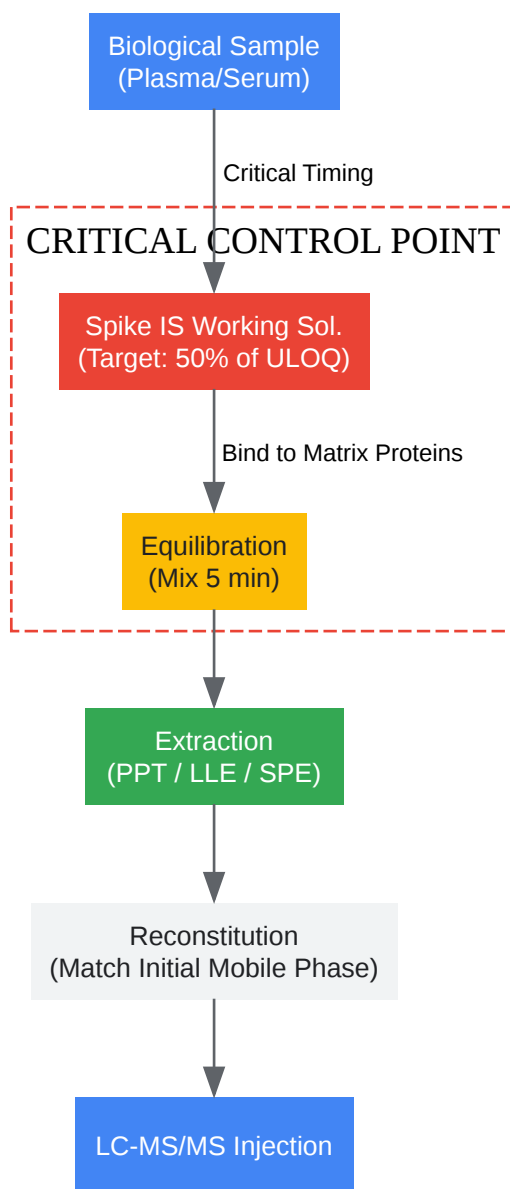 Biological Sample
(Plasma/Serum)
Critical Timing
CRITICAL CONTROL POINT
Spike IS Working Sol.
(Target: 50% of ULOQ)
Bind to Matrix Proteins
Equilibration
(Mix 5 min)
Extraction
(PPT / LLE / SPE)
Reconstitution
(Match Initial Mobile Phase)
LC-MS/MS Injection